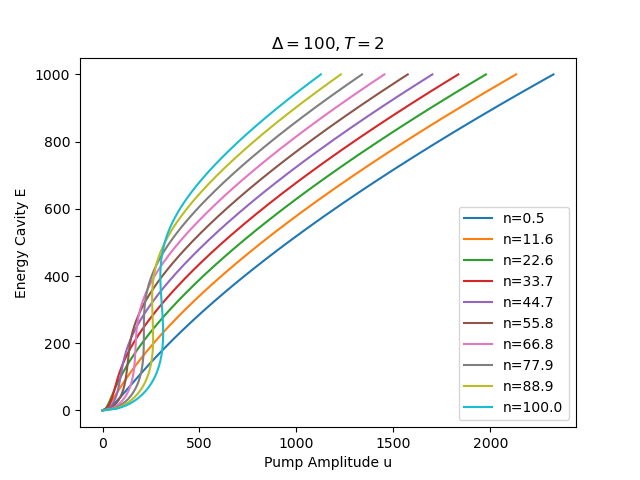 Δ = 100, T = 2
Energy Cavity E
1000
800
600
400
200
0
0
500
1000
1500
2000
Pump Amplitude u
n=0.5
n=11.6
n=22.6
n=33.7
n=44.7
n=55.8
n=66.8
n=77.9
n=88.9
n=100.0